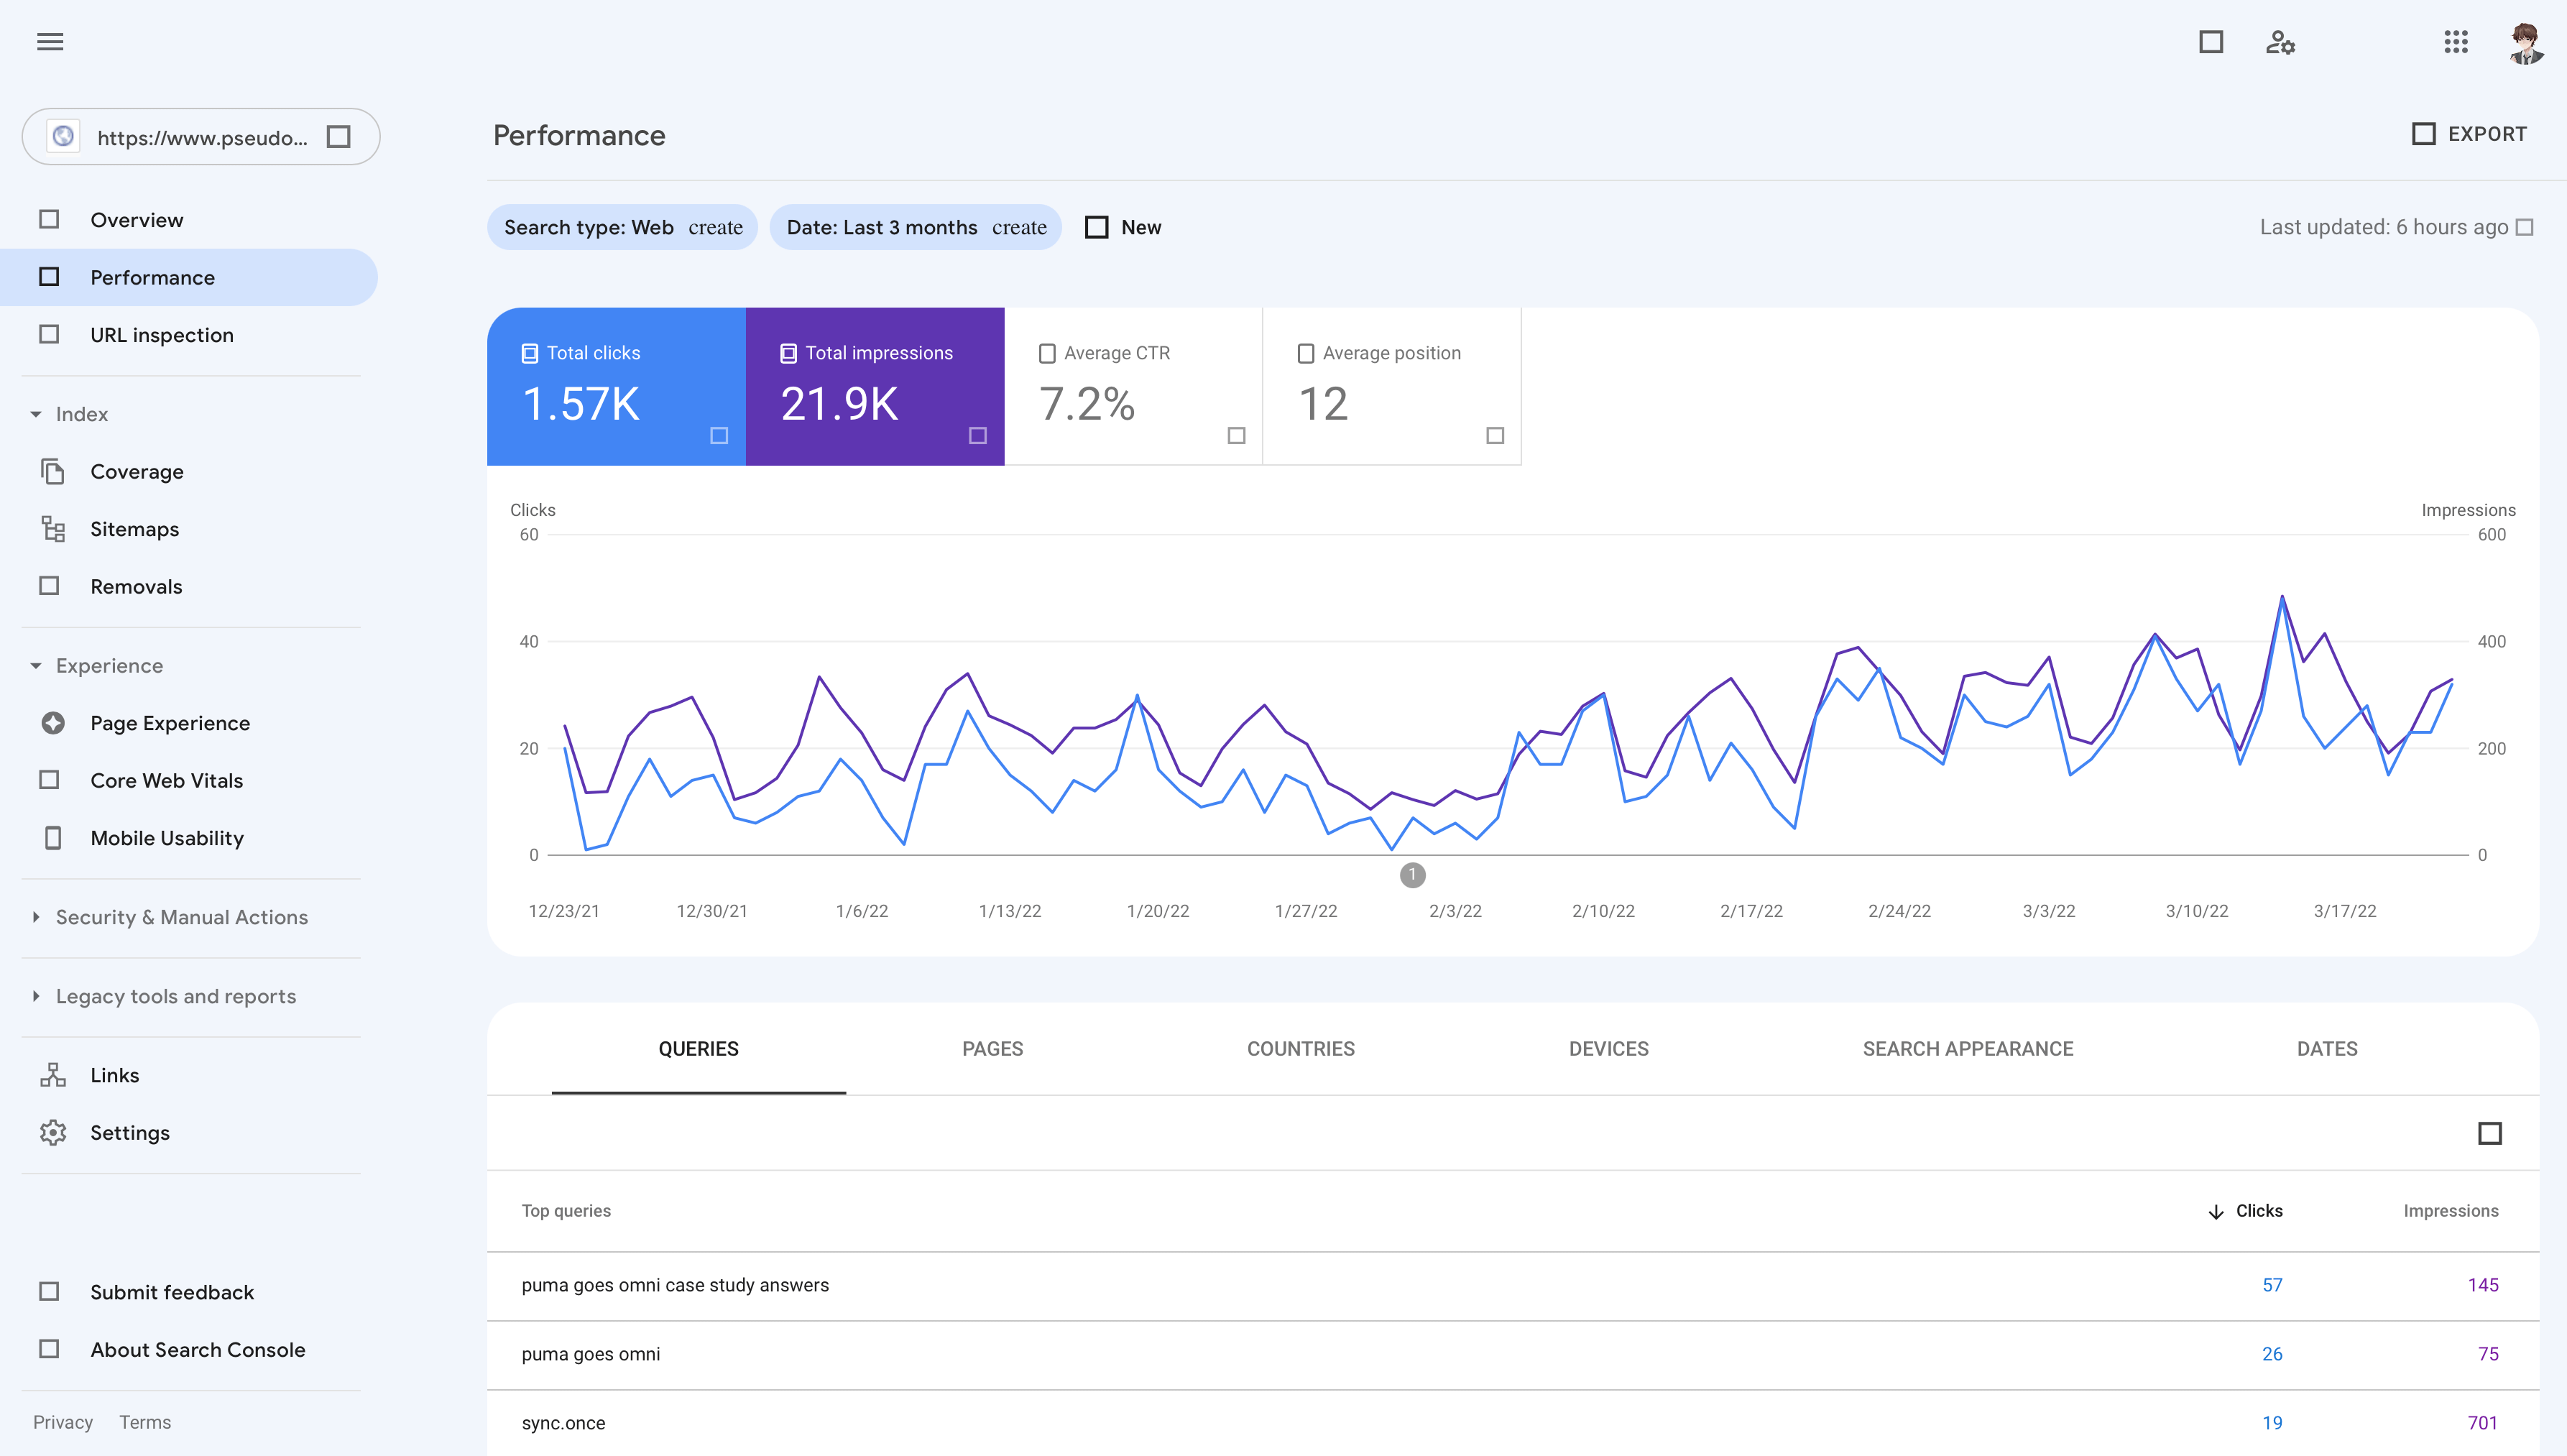 https://www.pseudo...
Performance
EXPORT
Overview
Performance
URL inspection
Search type: Web create
Date: Last 3 months create
New
Last updated: 6 hours ago
Index
Coverage
Sitemaps
Removals
Experience
Page Experience
Core Web Vitals
Mobile Usability
Security & Manual Actions
Legacy tools and reports
Links
Settings
Submit feedback
About Search Console
Privacy Terms
Total clicks
1.57K
Total impressions
21.9K
Average CTR
7.2%
Average position
12
Clicks
Impressions
60
600
40
400
20
200
0
0
1
12/23/21 12/30/21 1/6/22 1/13/22 1/20/22 1/27/22 2/3/22 2/10/22 2/17/22 2/24/22 3/3/22 3/10/22 3/17/22
QUERIES PAGES COUNTRIES DEVICES SEARCH APPEARANCE DATES
Top queries Clicks Impressions
puma goes omni case study answers 57 145
puma goes omni 26 75
sync.once 19 701